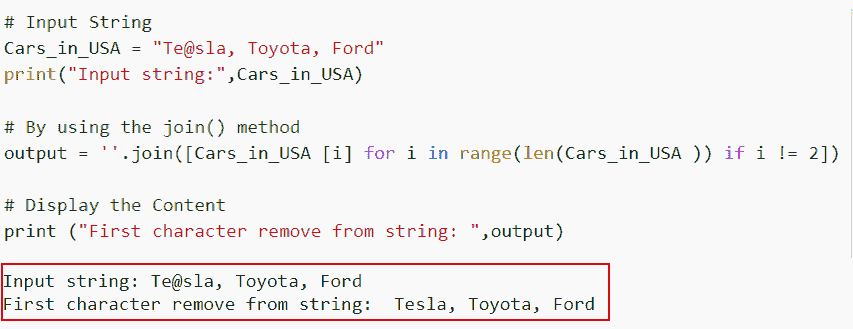 # Input String
Cars_in_USA = "Te@sla, Toyota, Ford"
print("Input string:",Cars_in_USA)
# By using the join() method
output = ''.join([Cars_in_USA [i] for i in range(len(Cars_in_USA )) if i != 2])
# Display the Content
print ("First character remove from string: ",output)
Input string: Te@sla, Toyota, Ford
First character remove from string:  Tesla, Toyota, Ford